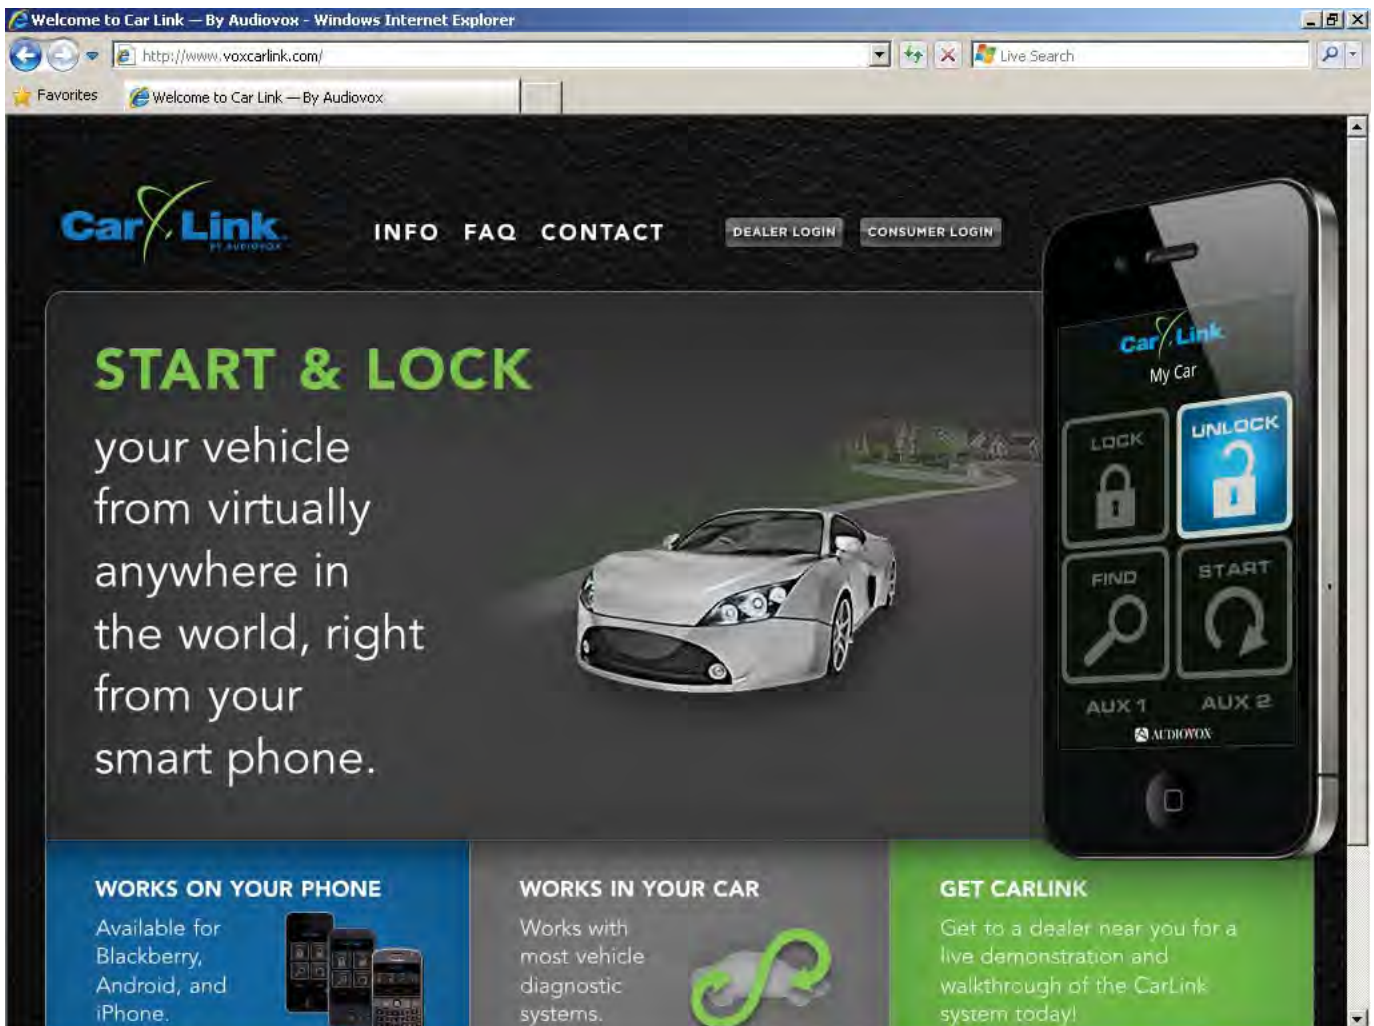 Welcome to Car Link — By Audiovox - Windows Internet Explorer
http://www.voxcarlink.com/
Live Search
Favorites
Welcome to Car Link — By Audiovox
Car Link
BY AUDIOVOX
INFO FAQ CONTACT
DEALER LOGIN
CONSUMER LOGIN
START & LOCK
your vehicle
from virtually
anywhere in
the world, right
from your
smart phone.
Car Link
My Car
LOCK
UNLOCK
FIND
START
AUX 1
AUX 2
AUDIOVOX
WORKS ON YOUR PHONE
Available for
Blackberry,
Android, and
iPhone.
WORKS IN YOUR CAR
Works with
most vehicle
diagnostic
systems.
GET CARLINK
Get to a dealer near you for a
live demonstration and
walkthrough of the CarLink
system today!